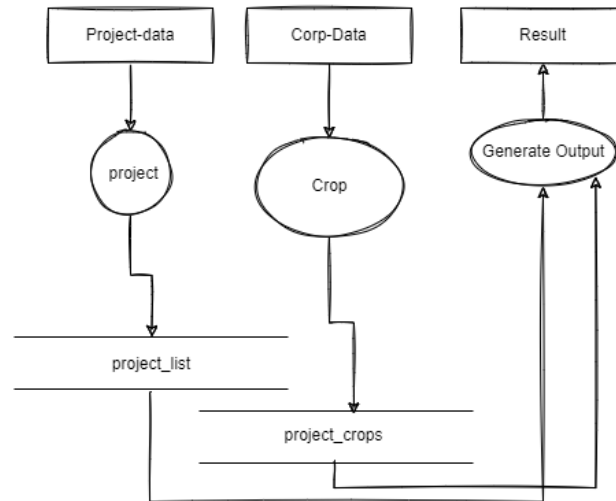 Project-data
Corp-Data
Result
project
Crop
Generate Output
project_list
project_crops